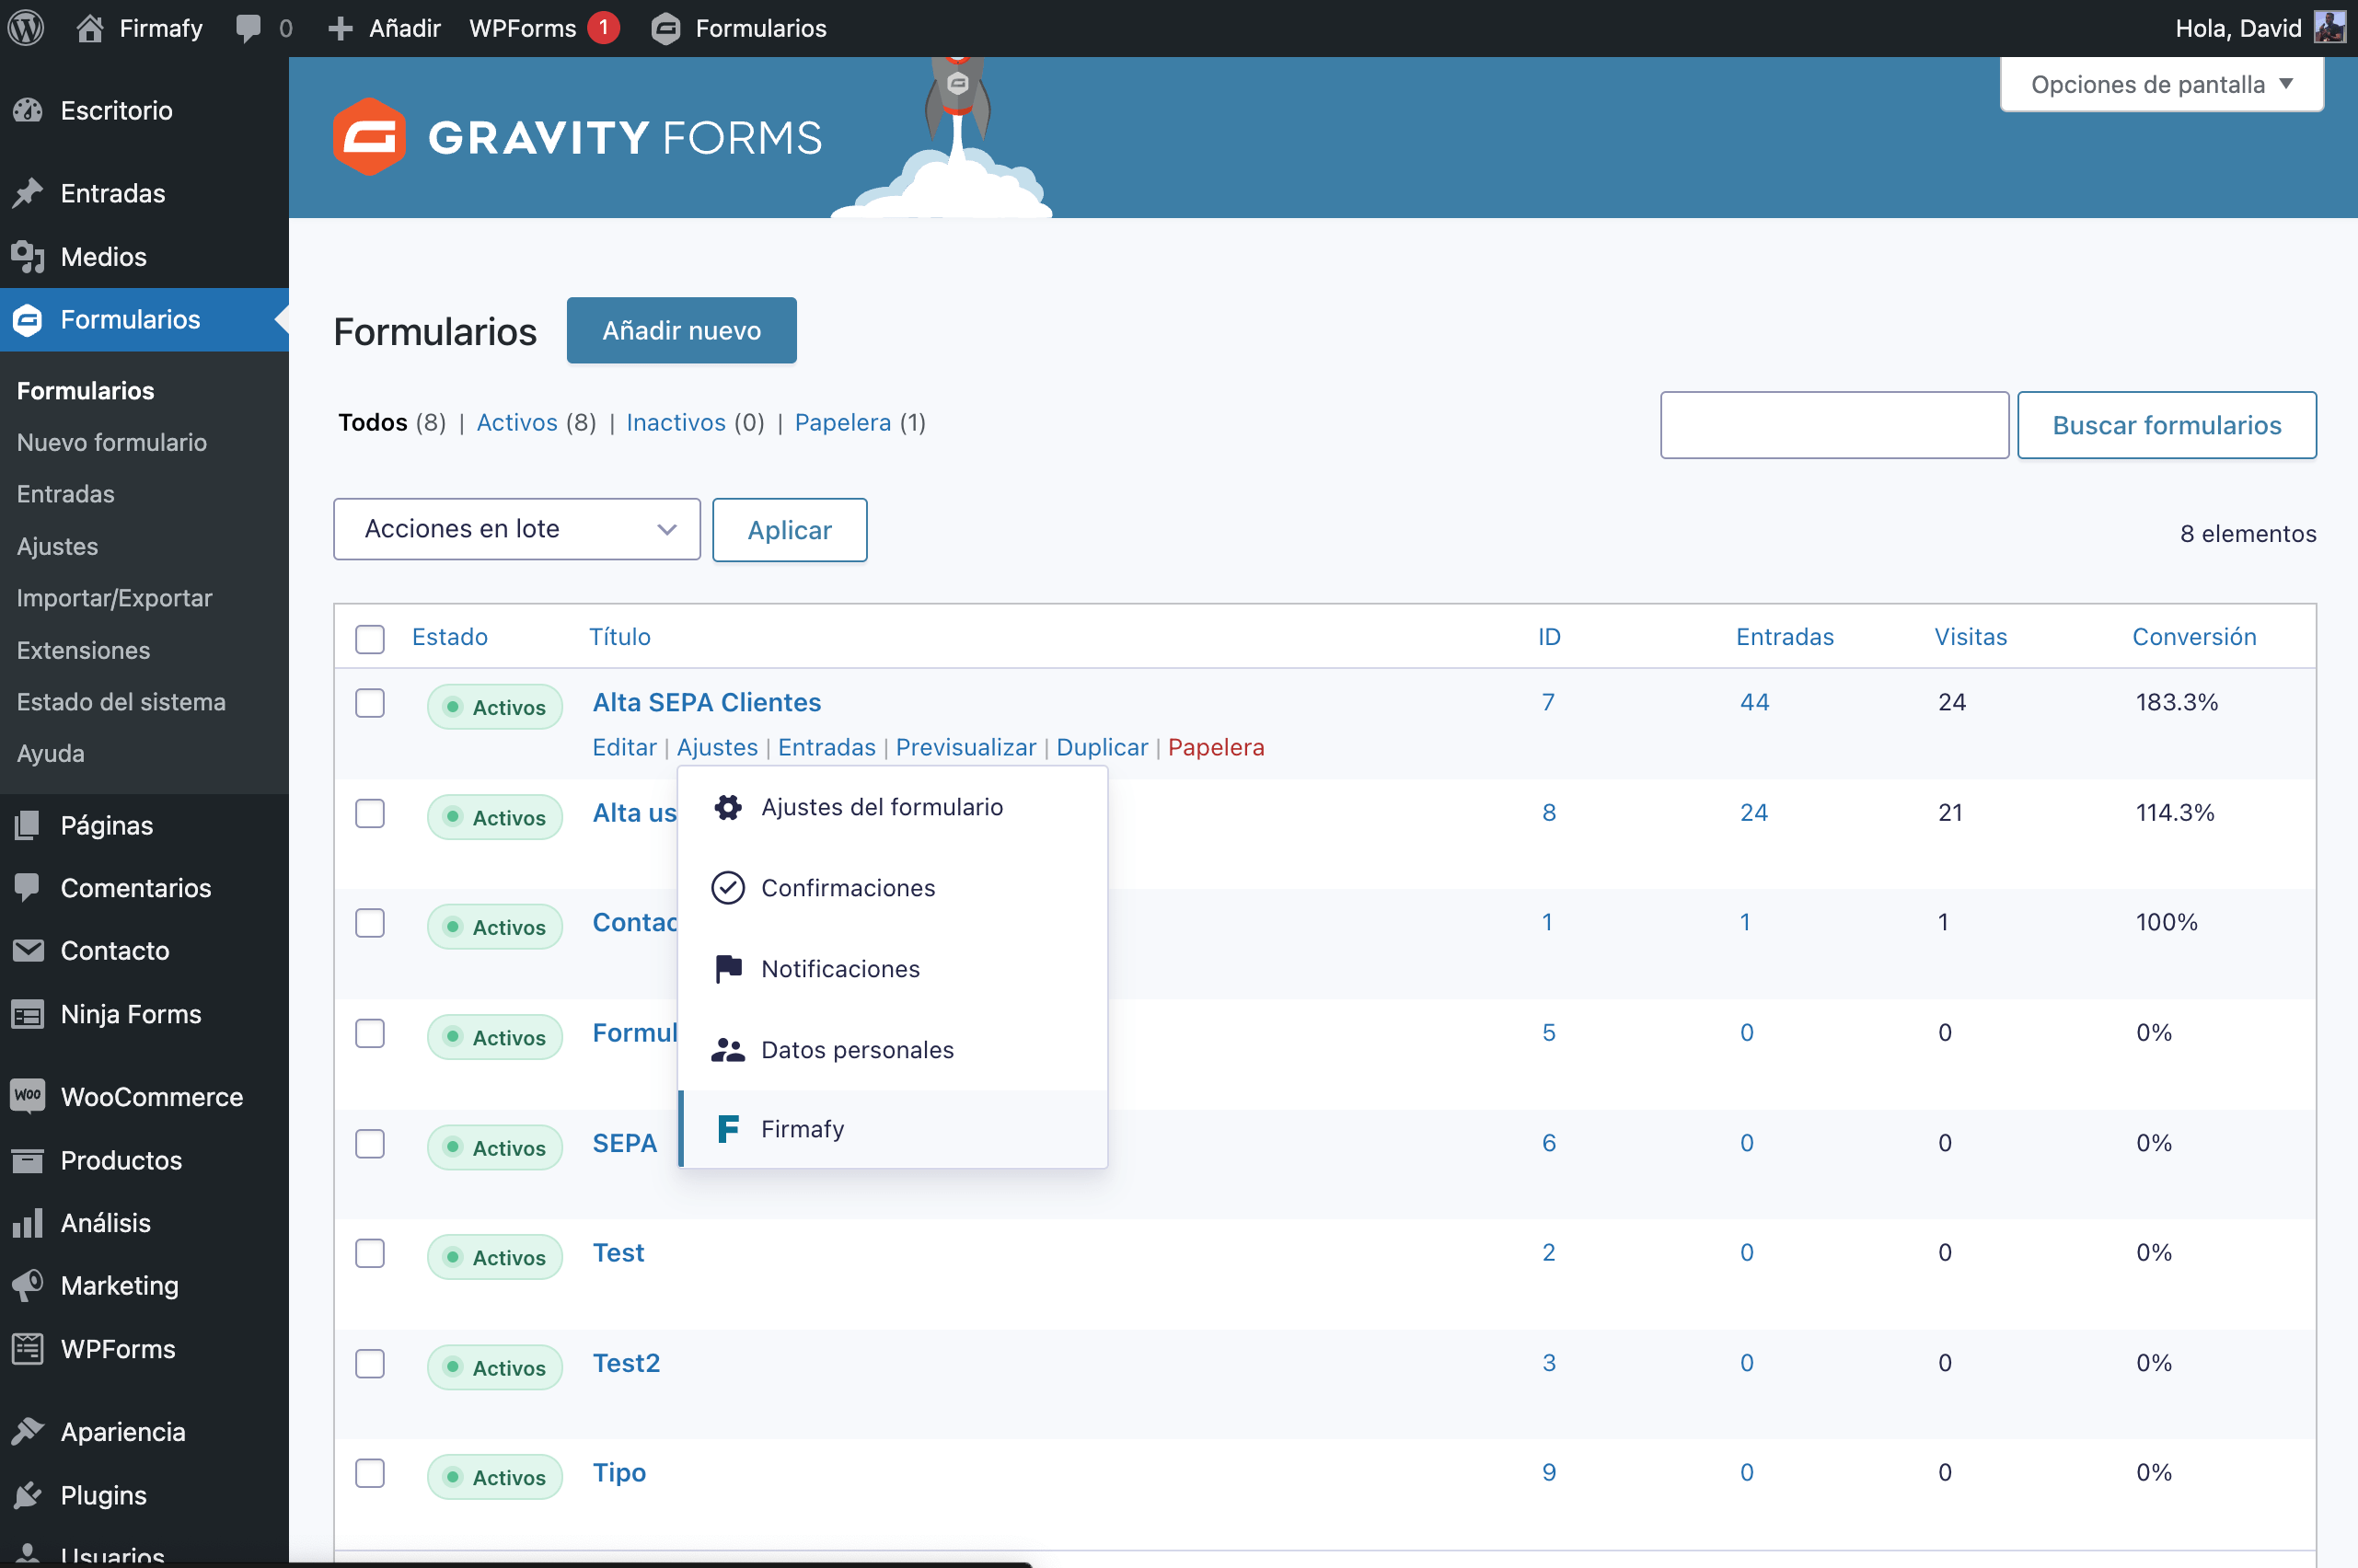 Firmafy
0
Añadir
WPForms 1
Formularios
Hola, David
Opciones de pantalla
GRAVITY FORMS
Escritorio
Entradas
Medios
Formularios
Formularios
Nuevo formulario
Entradas
Ajustes
Importar/Exportar
Extensiones
Estado del sistema
Ayuda
Páginas
Comentarios
Contacto
Ninja Forms
Woo WooCommerce
Productos
Análisis
Marketing
WPForms
Apariencia
Plugins
Usuarios
Formularios
Añadir nuevo
Todos (8) | Activos (8) | Inactivos (0) | Papelera (1)
Buscar formularios
Acciones en lote
Aplicar
8 elementos
Estado Título ID Entradas Visitas Conversión
Activos Alta SEPA Clientes 7 44 24 183.3%
Editar | Ajustes | Entradas | Previsualizar | Duplicar | Papelera
Ajustes del formulario
Confirmaciones
Notificaciones
Datos personales
F Firmafy
Activos Alta us 8 24 21 114.3%
Activos Contac 1 1 1 100%
Activos Formul 5 0 0 0%
Activos SEPA 6 0 0 0%
Activos Test 2 0 0 0%
Activos Test2 3 0 0 0%
Activos Tipo 9 0 0 0%